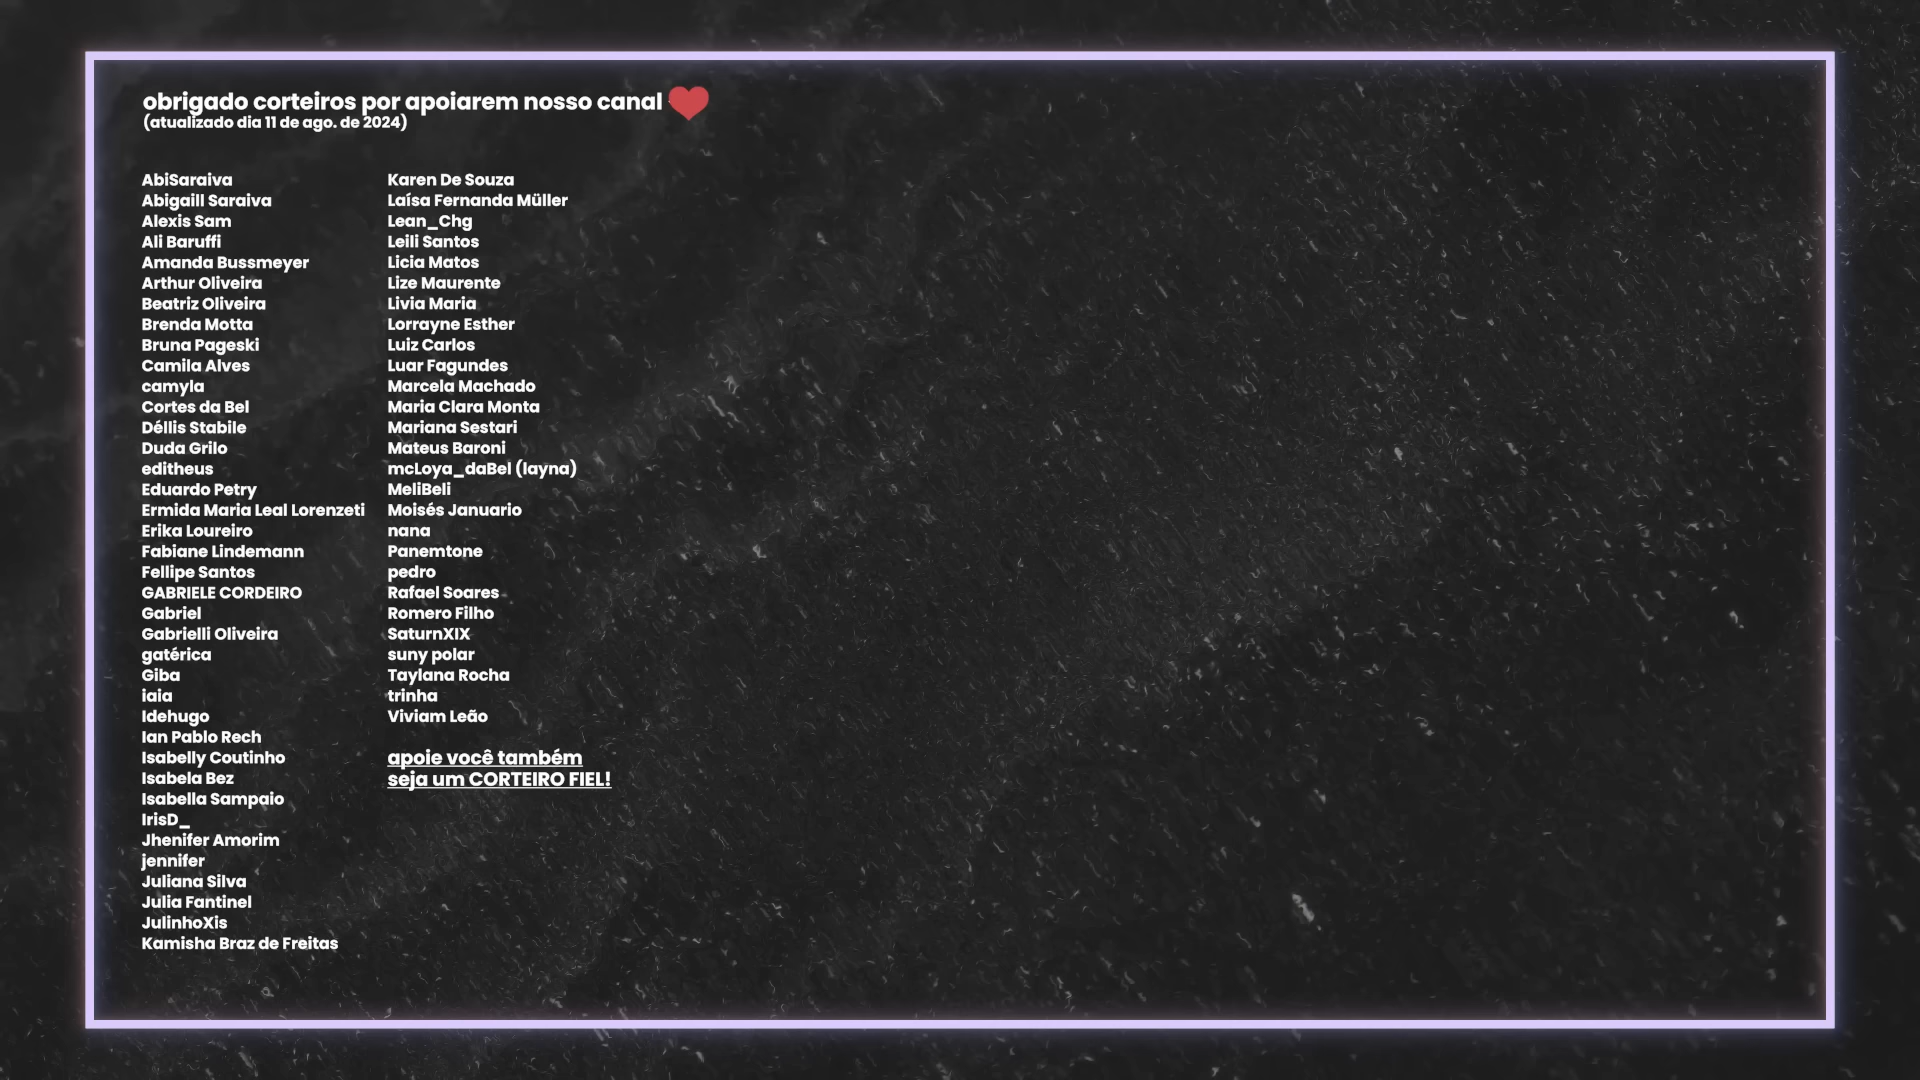 obrigado corteiros por apoiarem nosso canal ❤
(atualizado dia 11 de ago. de 2024)
AbiSaraiva
Abigaill Saraiva
Alexis Sam
Ali Baruffi
Amanda Bussmeyer
Arthur Oliveira
Beatriz Oliveira
Brenda Motta
Bruna Pageski
Camila Alves
camyla
Cortes da Bel
Déllis Stabile
Duda Grilo
editheus
Eduardo Petry
Ermida Maria Leal Lorenzeti
Erika Loureiro
Fabiane Lindemann
Fellipe Santos
GABRIELE CORDEIRO
Gabriel
Gabrielli Oliveira
gatérica
Giba
iaia
Idehugo
Ian Pablo Rech
Isabelly Coutinho
Isabela Bez
Isabella Sampaio
IrisD_
Jhenifer Amorim
jennifer
Juliana Silva
Julia Fantinel
JulinhoXis
Kamisha Braz de Freitas
Karen De Souza
Laísa Fernanda Müller
Lean_Chg
Leili Santos
Licia Matos
Lize Maurente
Livia Maria
Lorrayne Esther
Luiz Carlos
Luar Fagundes
Marcela Machado
Maria Clara Monta
Mariana Sestari
Mateus Baroni
mcLoya_daBel (layna)
MeliBeli
Moisés Januario
nana
Panemtone
pedro
Rafael Soares
Romero Filho
SaturnXIX
suny polar
Taylana Rocha
trinha
Viviam Leão
apoie você também
seja um CORTEIRO FIEL!